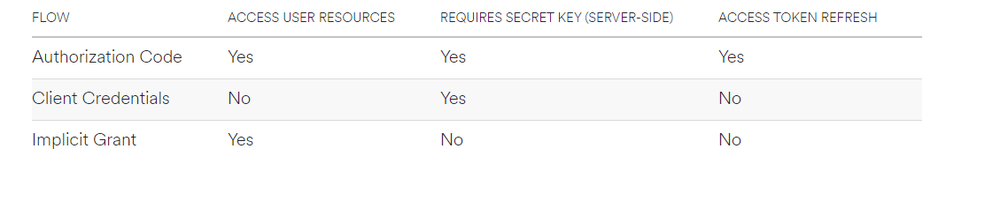 FLOW ACCESS USER RESOURCES REQUIRES SECRET KEY (SERVER-SIDE) ACCESS TOKEN REFRESH
Authorization Code Yes Yes Yes
Client Credentials No Yes No
Implicit Grant Yes No No